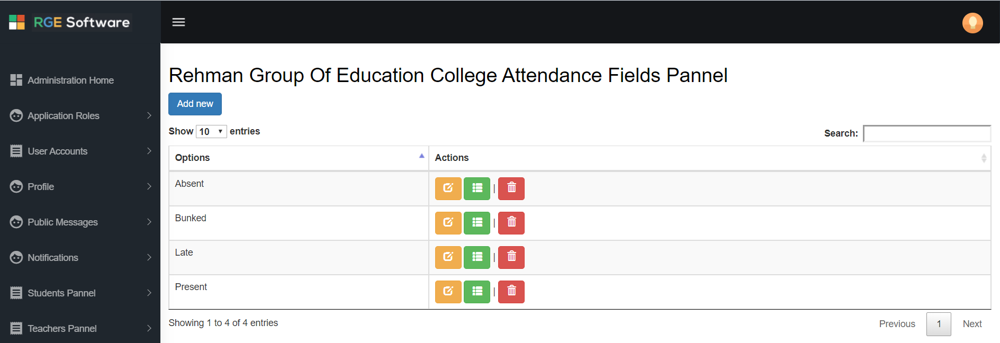 RGE Software
Administration Home
Application Roles
User Accounts
Profile
Public Messages
Notifications
Students Pannel
Teachers Pannel
Rehman Group Of Education College Attendance Fields Pannel
Add new
Show 10 entries
Search:
Options Actions
Absent |
Bunked |
Late |
Present |
Showing 1 to 4 of 4 entries
Previous 1 Next